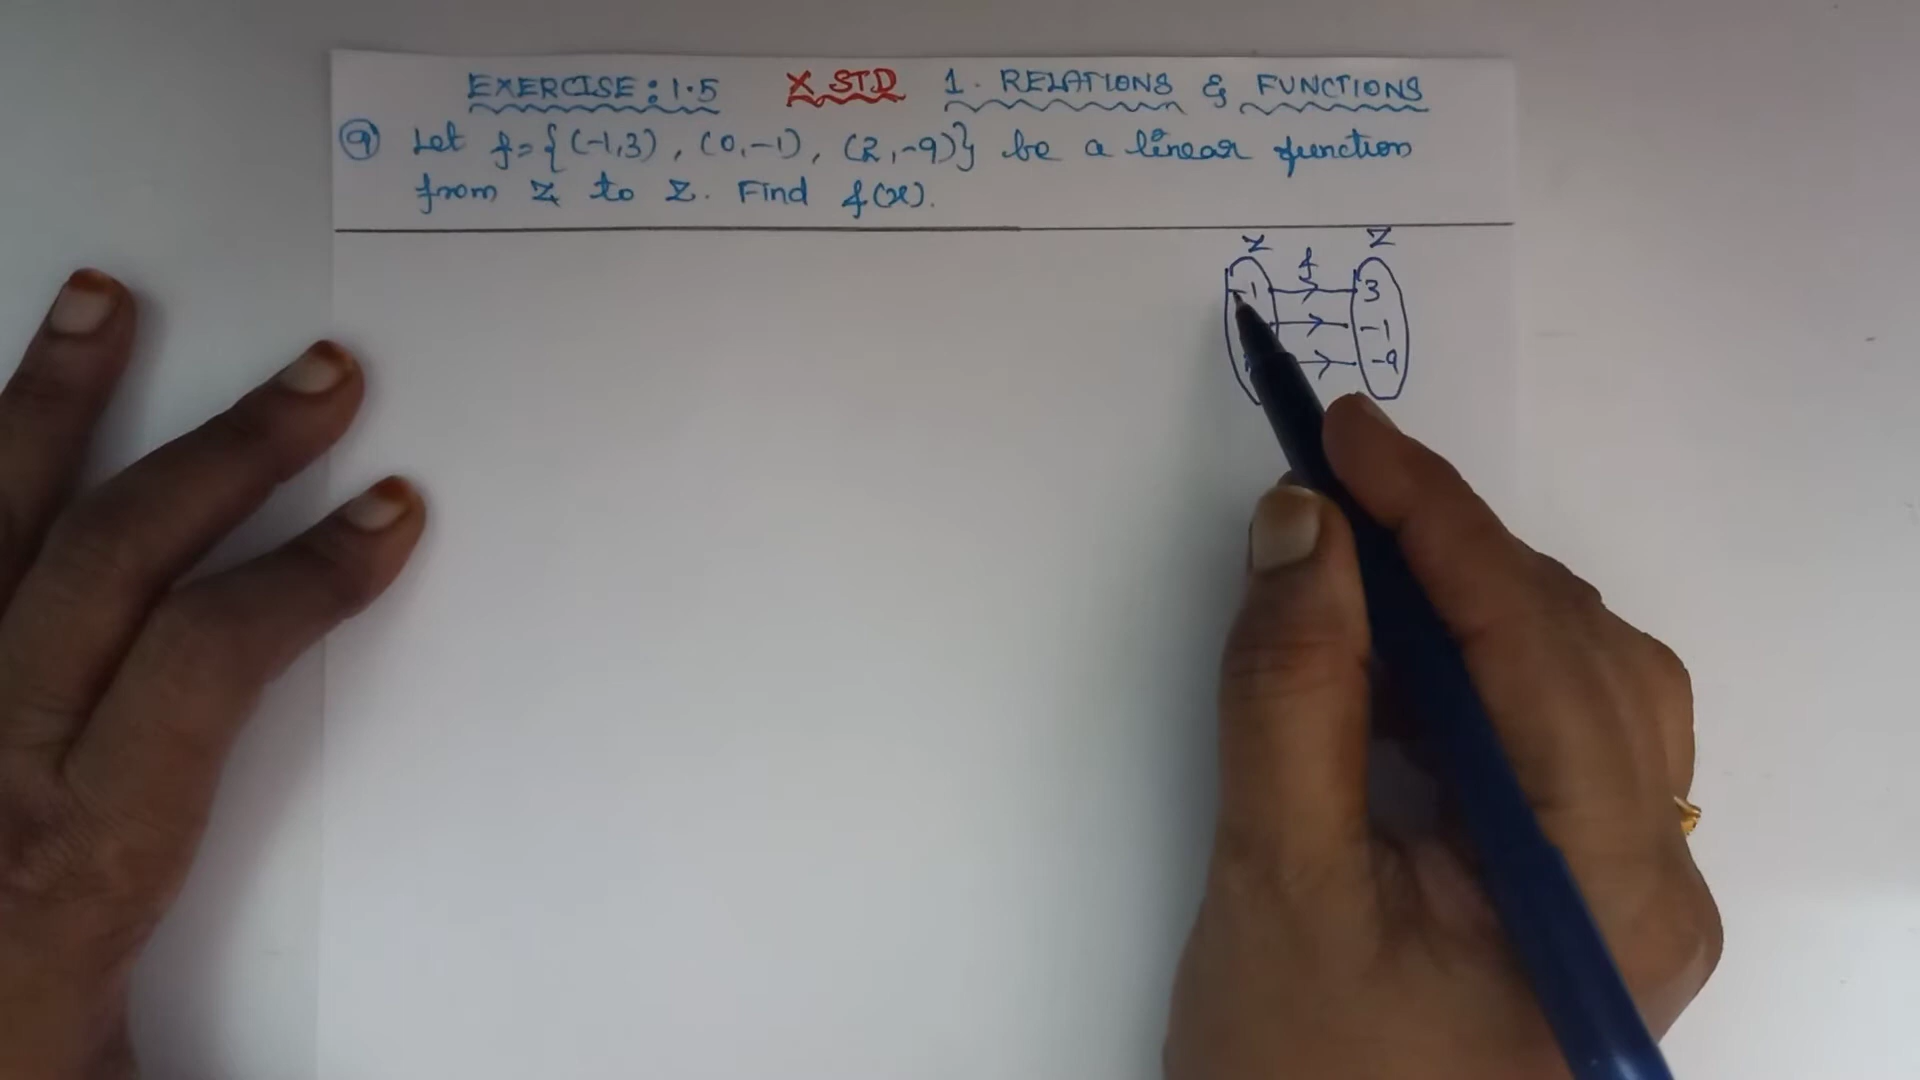 EXERCISE: 1.5 X STD 1. RELATIONS & FUNCTIONS
9 Let f={(-1,3), (0,-1), (2,-9)} be a linear function
from Z to Z. Find f(x).
Z f Z
-1 3
-1
-9